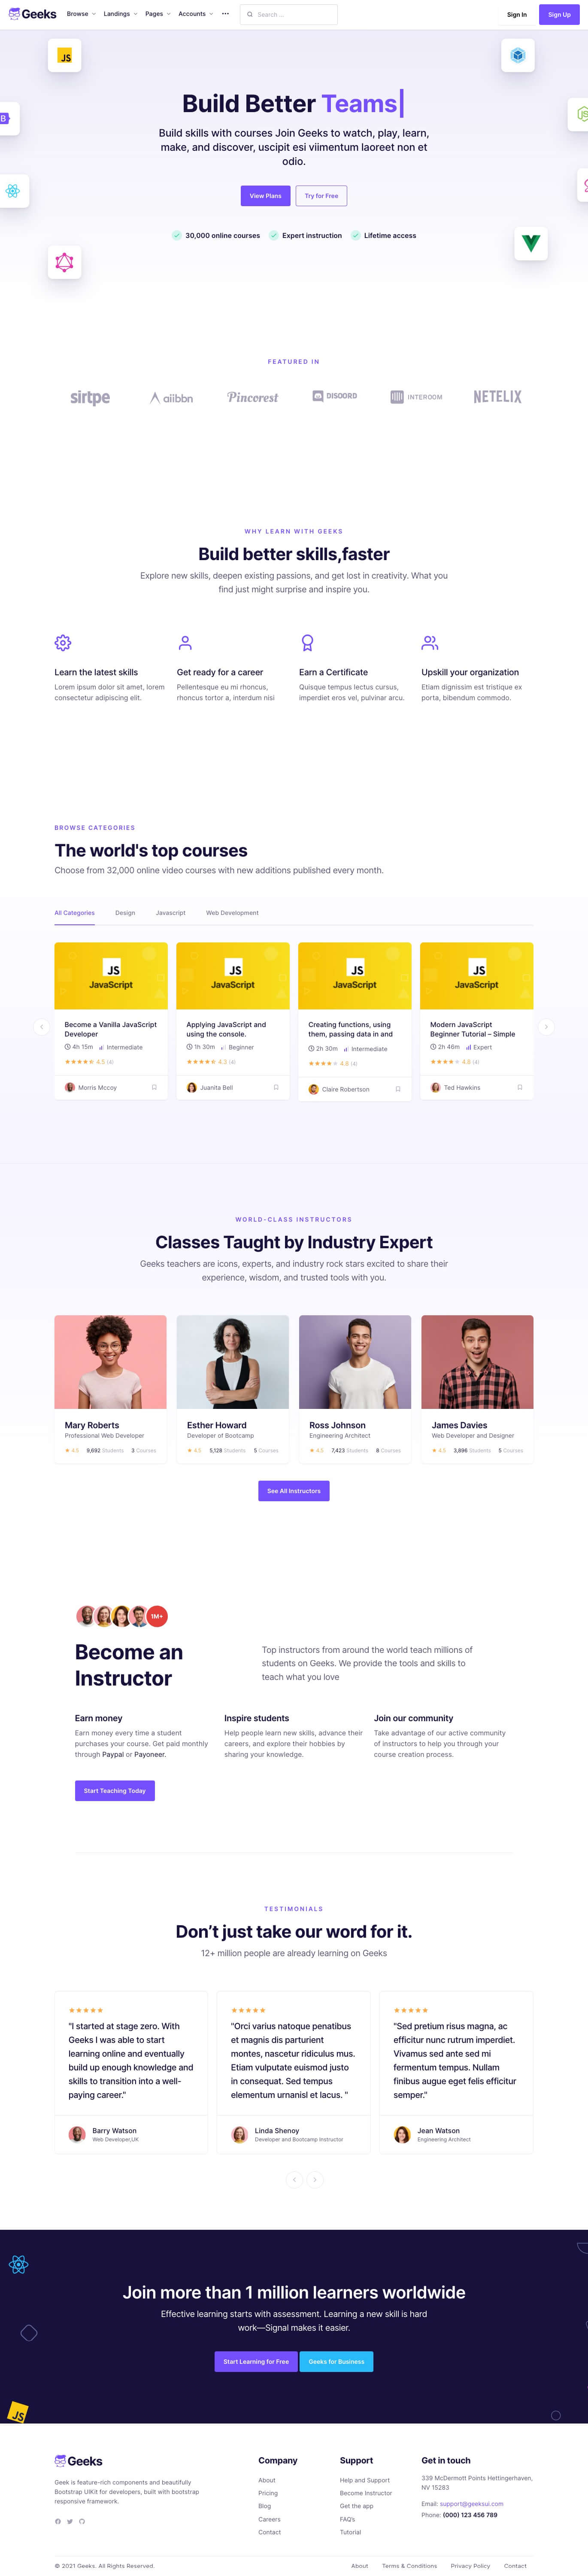 Geeks
Browse Landings Pages Accounts ••• Search ... Sign In Sign Up
JS
B
JS
Build Better Teams|
Build skills with courses Join Geeks to watch, play, learn,
make, and discover, uscipit esi viimentum laoreet non et
odio.
View Plans Try for Free
30,000 online courses Expert instruction Lifetime access
FEATURED IN
sirtpe aiibbn Pincorest DISOORD INTEROOM NETELIX
WHY LEARN WITH GEEKS
Build better skills,faster
Explore new skills, deepen existing passions, and get lost in creativity. What you
find just might surprise and inspire you.
Learn the latest skills
Lorem ipsum dolor sit amet, lorem
consectetur adipiscing elit.
Get ready for a career
Pellentesque eu mi rhoncus,
rhoncus tortor a, interdum nisi
Earn a Certificate
Quisque tempus lectus cursus,
imperdiet eros vel, pulvinar arcu.
Upskill your organization
Etiam dignissim est tristique ex
porta, bibendum commodo.
BROWSE CATEGORIES
The world's top courses
Choose from 32,000 online video courses with new additions published every month.
All Categories Design Javascript Web Development
JS
JavaScript
Become a Vanilla JavaScript
Developer
4h 15m Intermediate
4.5 (4)
Morris Mccoy
JS
JavaScript
Applying JavaScript and
using the console.
1h 30m Beginner
4.3 (4)
Juanita Bell
JS
JavaScript
Creating functions, using
them, passing data in and
2h 30m Intermediate
4.8 (4)
Claire Robertson
JS
JavaScript
Modern JavaScript
Beginner Tutorial – Simple
2h 46m Expert
4.8 (4)
Ted Hawkins
WORLD-CLASS INSTRUCTORS
Classes Taught by Industry Expert
Geeks teachers are icons, experts, and industry rock stars excited to share their
experience, wisdom, and trusted tools with you.
Mary Roberts
Professional Web Developer
4.5 9,692 Students 3 Courses
Esther Howard
Developer of Bootcamp
4.5 5,128 Students 5 Courses
Ross Johnson
Engineering Architect
4.5 7,423 Students 8 Courses
James Davies
Web Developer and Designer
4.5 3,896 Students 5 Courses
See All Instructors
1M+
Become an
Instructor
Top instructors from around the world teach millions of
students on Geeks. We provide the tools and skills to
teach what you love
Earn money
Earn money every time a student
purchases your course. Get paid monthly
through Paypal or Payoneer.
Inspire students
Help people learn new skills, advance their
careers, and explore their hobbies by
sharing your knowledge.
Join our community
Take advantage of our active community
of instructors to help you through your
course creation process.
Start Teaching Today
TESTIMONIALS
Don't just take our word for it.
12+ million people are already learning on Geeks
"I started at stage zero. With
Geeks I was able to start
learning online and eventually
build up enough knowledge and
skills to transition into a well-
paying career."
Barry Watson
Web Developer,UK
"Orci varius natoque penatibus
et magnis dis parturient
montes, nascetur ridiculus mus.
Etiam vulputate euismod justo
in consequat. Sed tempus
elementum urnanisl et lacus. "
Linda Shenoy
Developer and Bootcamp Instructor
"Sed pretium risus magna, ac
efficitur nunc rutrum imperdiet.
Vivamus sed ante sed mi
fermentum tempus. Nullam
finibus augue eget felis efficitur
semper."
Jean Watson
Engineering Architect
Join more than 1 million learners worldwide
Effective learning starts with assessment. Learning a new skill is hard
work—Signal makes it easier.
Start Learning for Free Geeks for Business
JS
Geeks
Geek is feature-rich components and beautifully
Bootstrap UIKit for developers, built with bootstrap
responsive framework.
Company
About
Pricing
Blog
Careers
Contact
Support
Help and Support
Become Instructor
Get the app
FAQ's
Tutorial
Get in touch
339 McDermott Points Hettingerhaven,
NV 15283
Email: support@geeksui.com
Phone: (000) 123 456 789
© 2021 Geeks. All Rights Reserved.
About Terms & Conditions Privacy Policy Contact